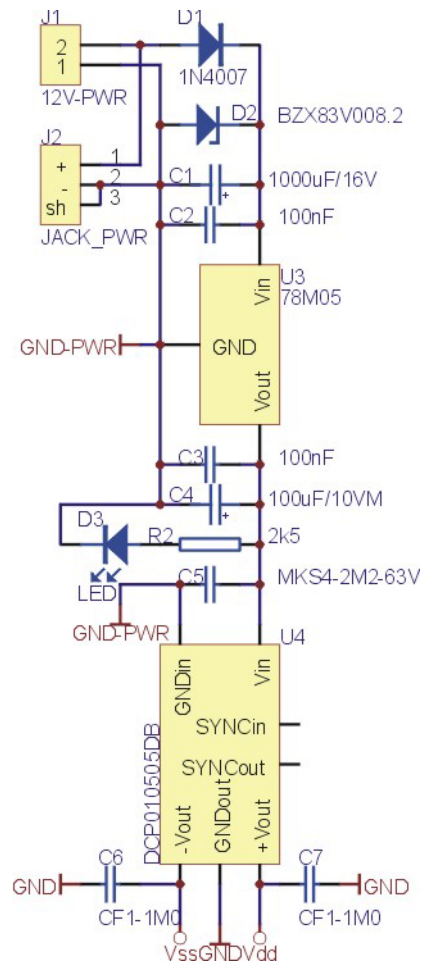 J1
D1
2
1
1N4007
12V-PWR
D2
BZX83V008.2
J2
+
1
-
2
sh
3
C1
1000uF/16V
+
JACK_PWR
C2
100nF
Vin
U3
78M05
GND-PWR
GND
Vout
C3
100nF
C4
100uF/10VM
+
D3
R2
2k5
LED
C5
MKS4-2M2-63V
GND-PWR
U4
GNDin
Vin
SYNCin
SYNCout
DCP010505DB
-Vout
GNDout
+Vout
C6
C7
GND
GND
CF1-1M0
CF1-1M0
Vss
GND
Vdd